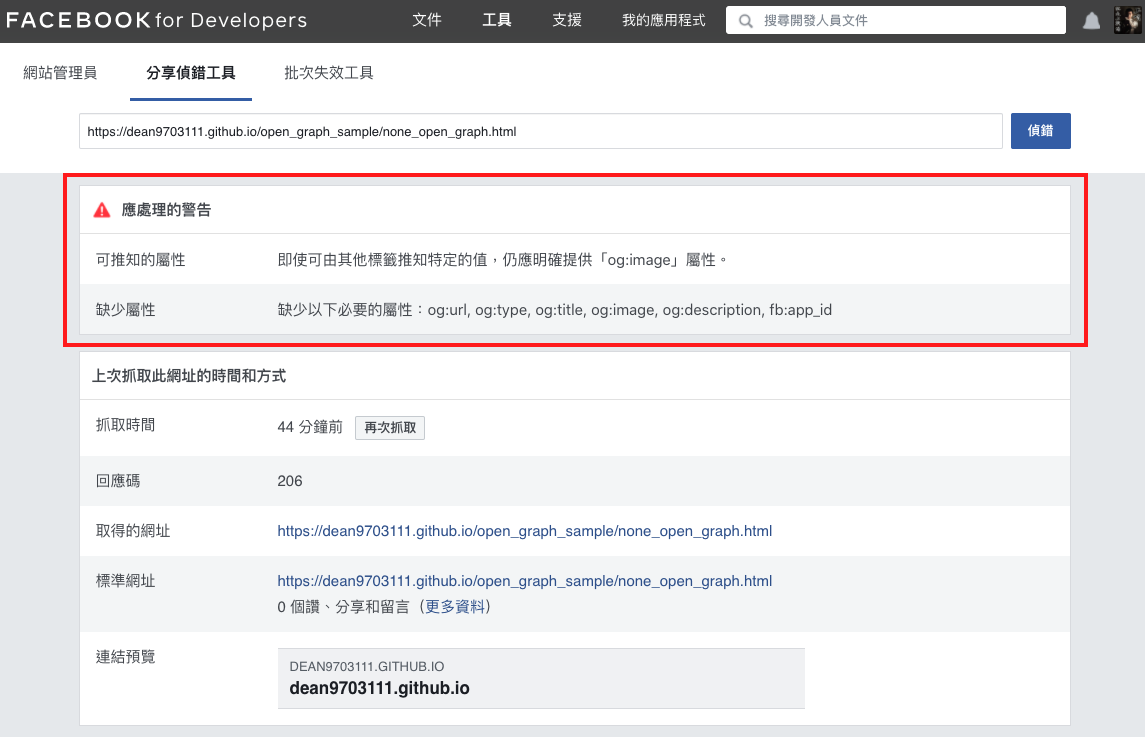 FACEBOOK for Developers 文件 工具 支援 我的應用程式 搜尋開發人員文件
網站管理員 分享偵錯工具 批次失效工具
https://dean9703111.github.io/open_graph_sample/none_open_graph.html 偵錯
應處理的警告
可推知的屬性 即使可由其他標籤推知特定的值，仍應明確提供「og:image」屬性。
缺少屬性 缺少以下必要的屬性：og:url, og:type, og:title, og:image, og:description, fb:app_id
上次抓取此網址的時間和方式
抓取時間 44 分鐘前 再次抓取
回應碼 206
取得的網址 https://dean9703111.github.io/open_graph_sample/none_open_graph.html
標準網址 https://dean9703111.github.io/open_graph_sample/none_open_graph.html
0 個讚、分享和留言（更多資料）
連結預覽 DEAN9703111.GITHUB.IO
dean9703111.github.io